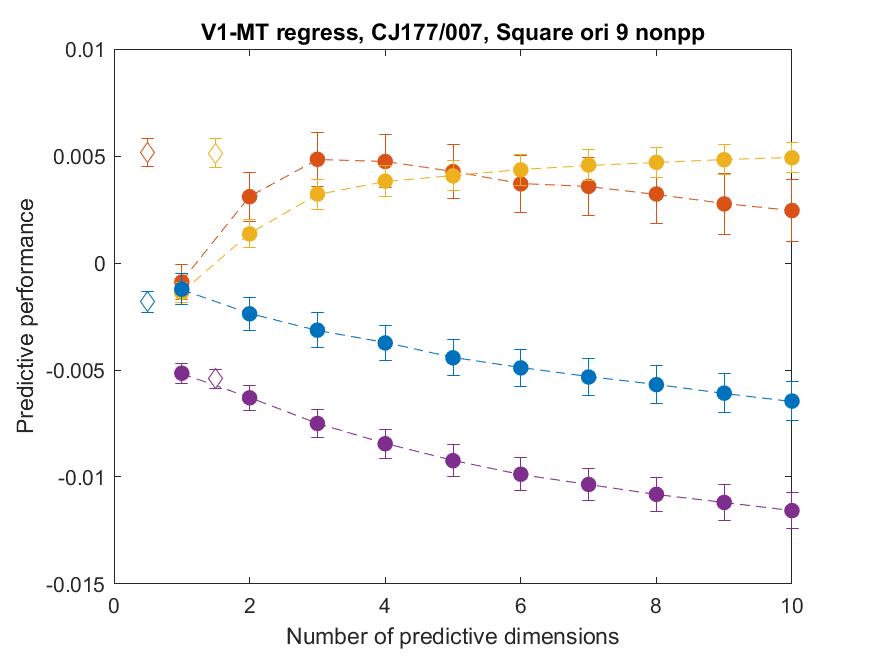 V1-MT regress, CJ177/007, Square ori 9 nonpp
0.01
0.005
0
-0.005
-0.01
-0.015
Predictive performance
0 2 4 6 8 10
Number of predictive dimensions